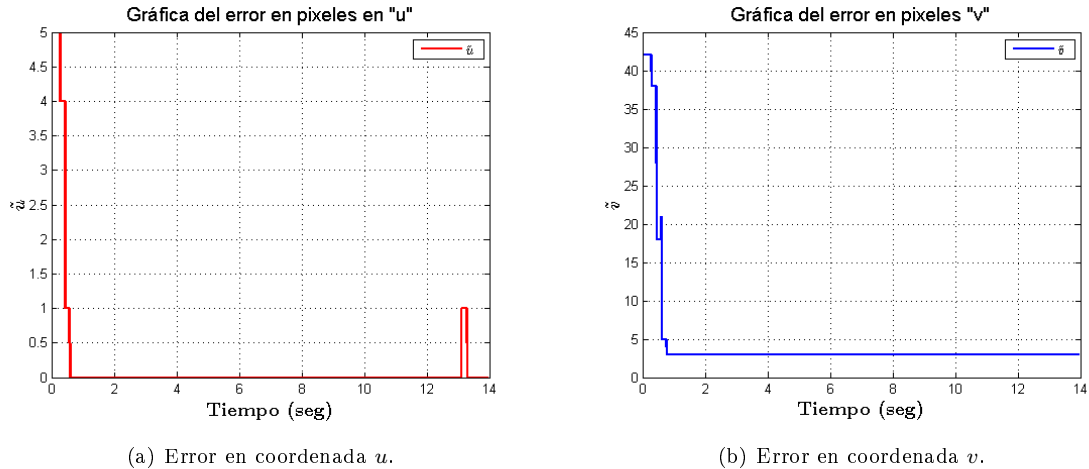 Gráfica del error en pixeles en "u"
5
4.5
4
3.5
3
2.5
2
1.5
1
0.5
0
ũ
ũ
0 2 4 6 8 10 12 14
Tiempo (seg)
(a) Error en coordenada u.
Gráfica del error en pixeles "v"
45
40
35
30
25
20
15
10
5
0
ṽ
ṽ
0 2 4 6 8 10 12 14
Tiempo (seg)
(b) Error en coordenada v.